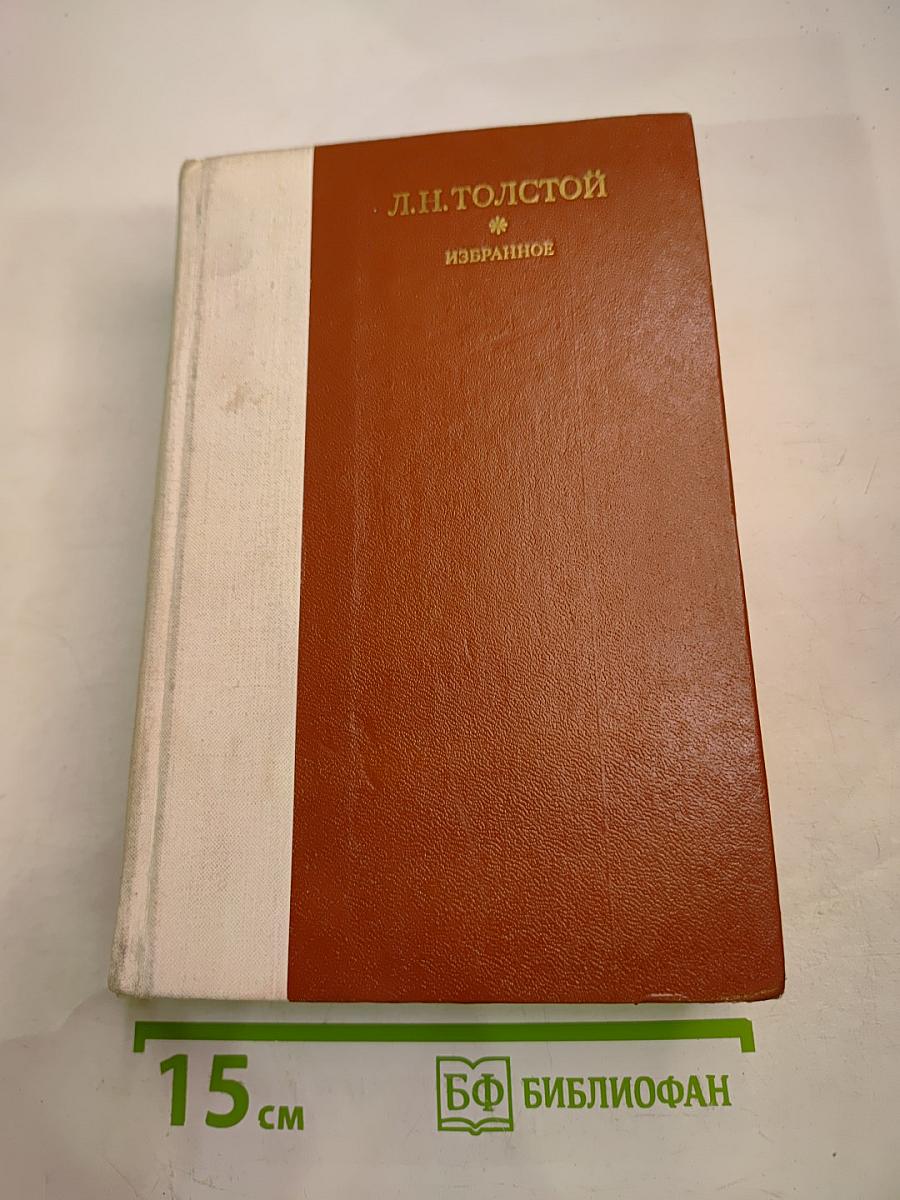 Л.Н.ТОЛСТОЙ
*
ИЗБРАННОЕ
15 см
БФ БИБЛИОФАН